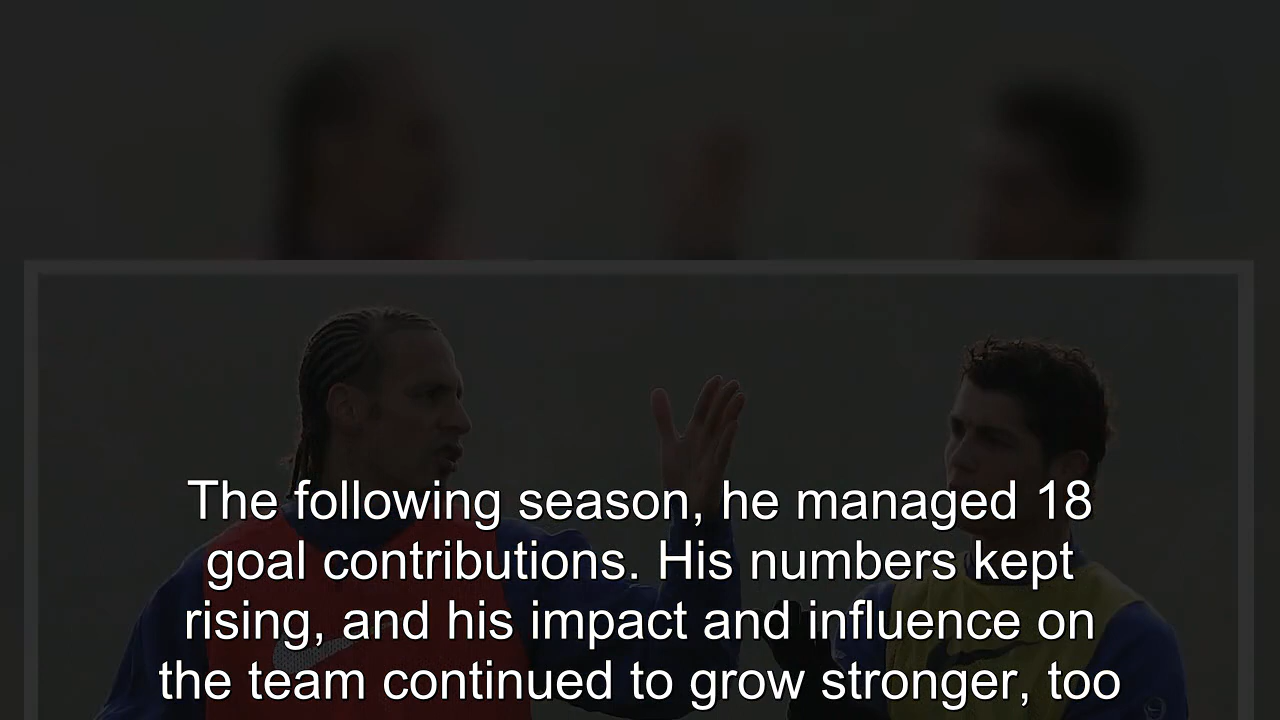 The following season, he managed 18
goal contributions. His numbers kept
rising, and his impact and influence on
the team continued to grow stronger, too